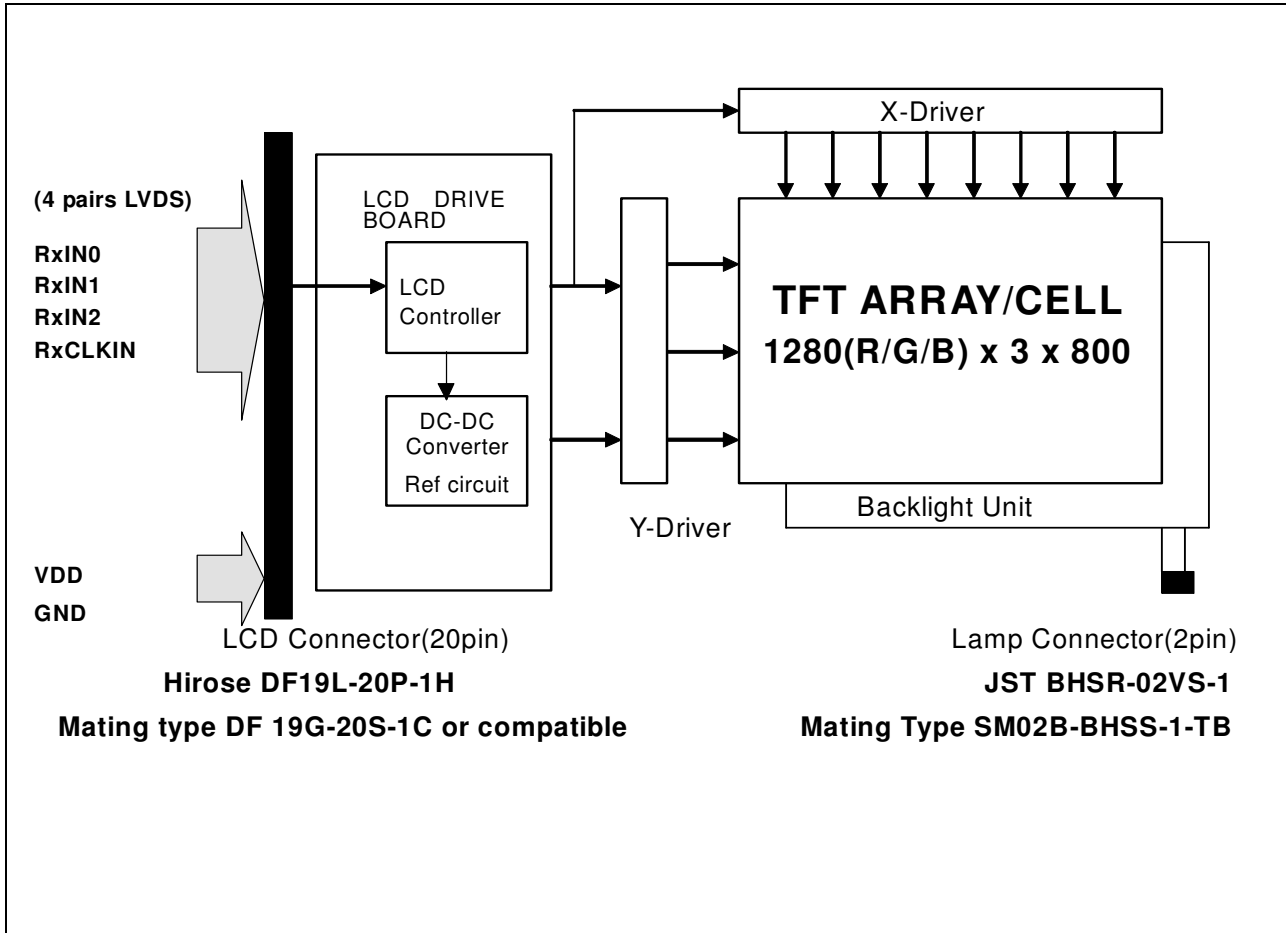 X-Driver
(4 pairs LVDS)
RxIN0
RxIN1
RxIN2
RxCLKIN
LCD DRIVE
BOARD
LCD
Controller
DC-DC
Converter
Ref circuit
TFT ARRAY/CELL
1280(R/G/B) x 3 x 800
Backlight Unit
Y-Driver
VDD
GND
LCD Connector(20pin)
Hirose DF19L-20P-1H
Mating type DF 19G-20S-1C or compatible
Lamp Connector(2pin)
JST BHSR-02VS-1
Mating Type SM02B-BHSS-1-TB